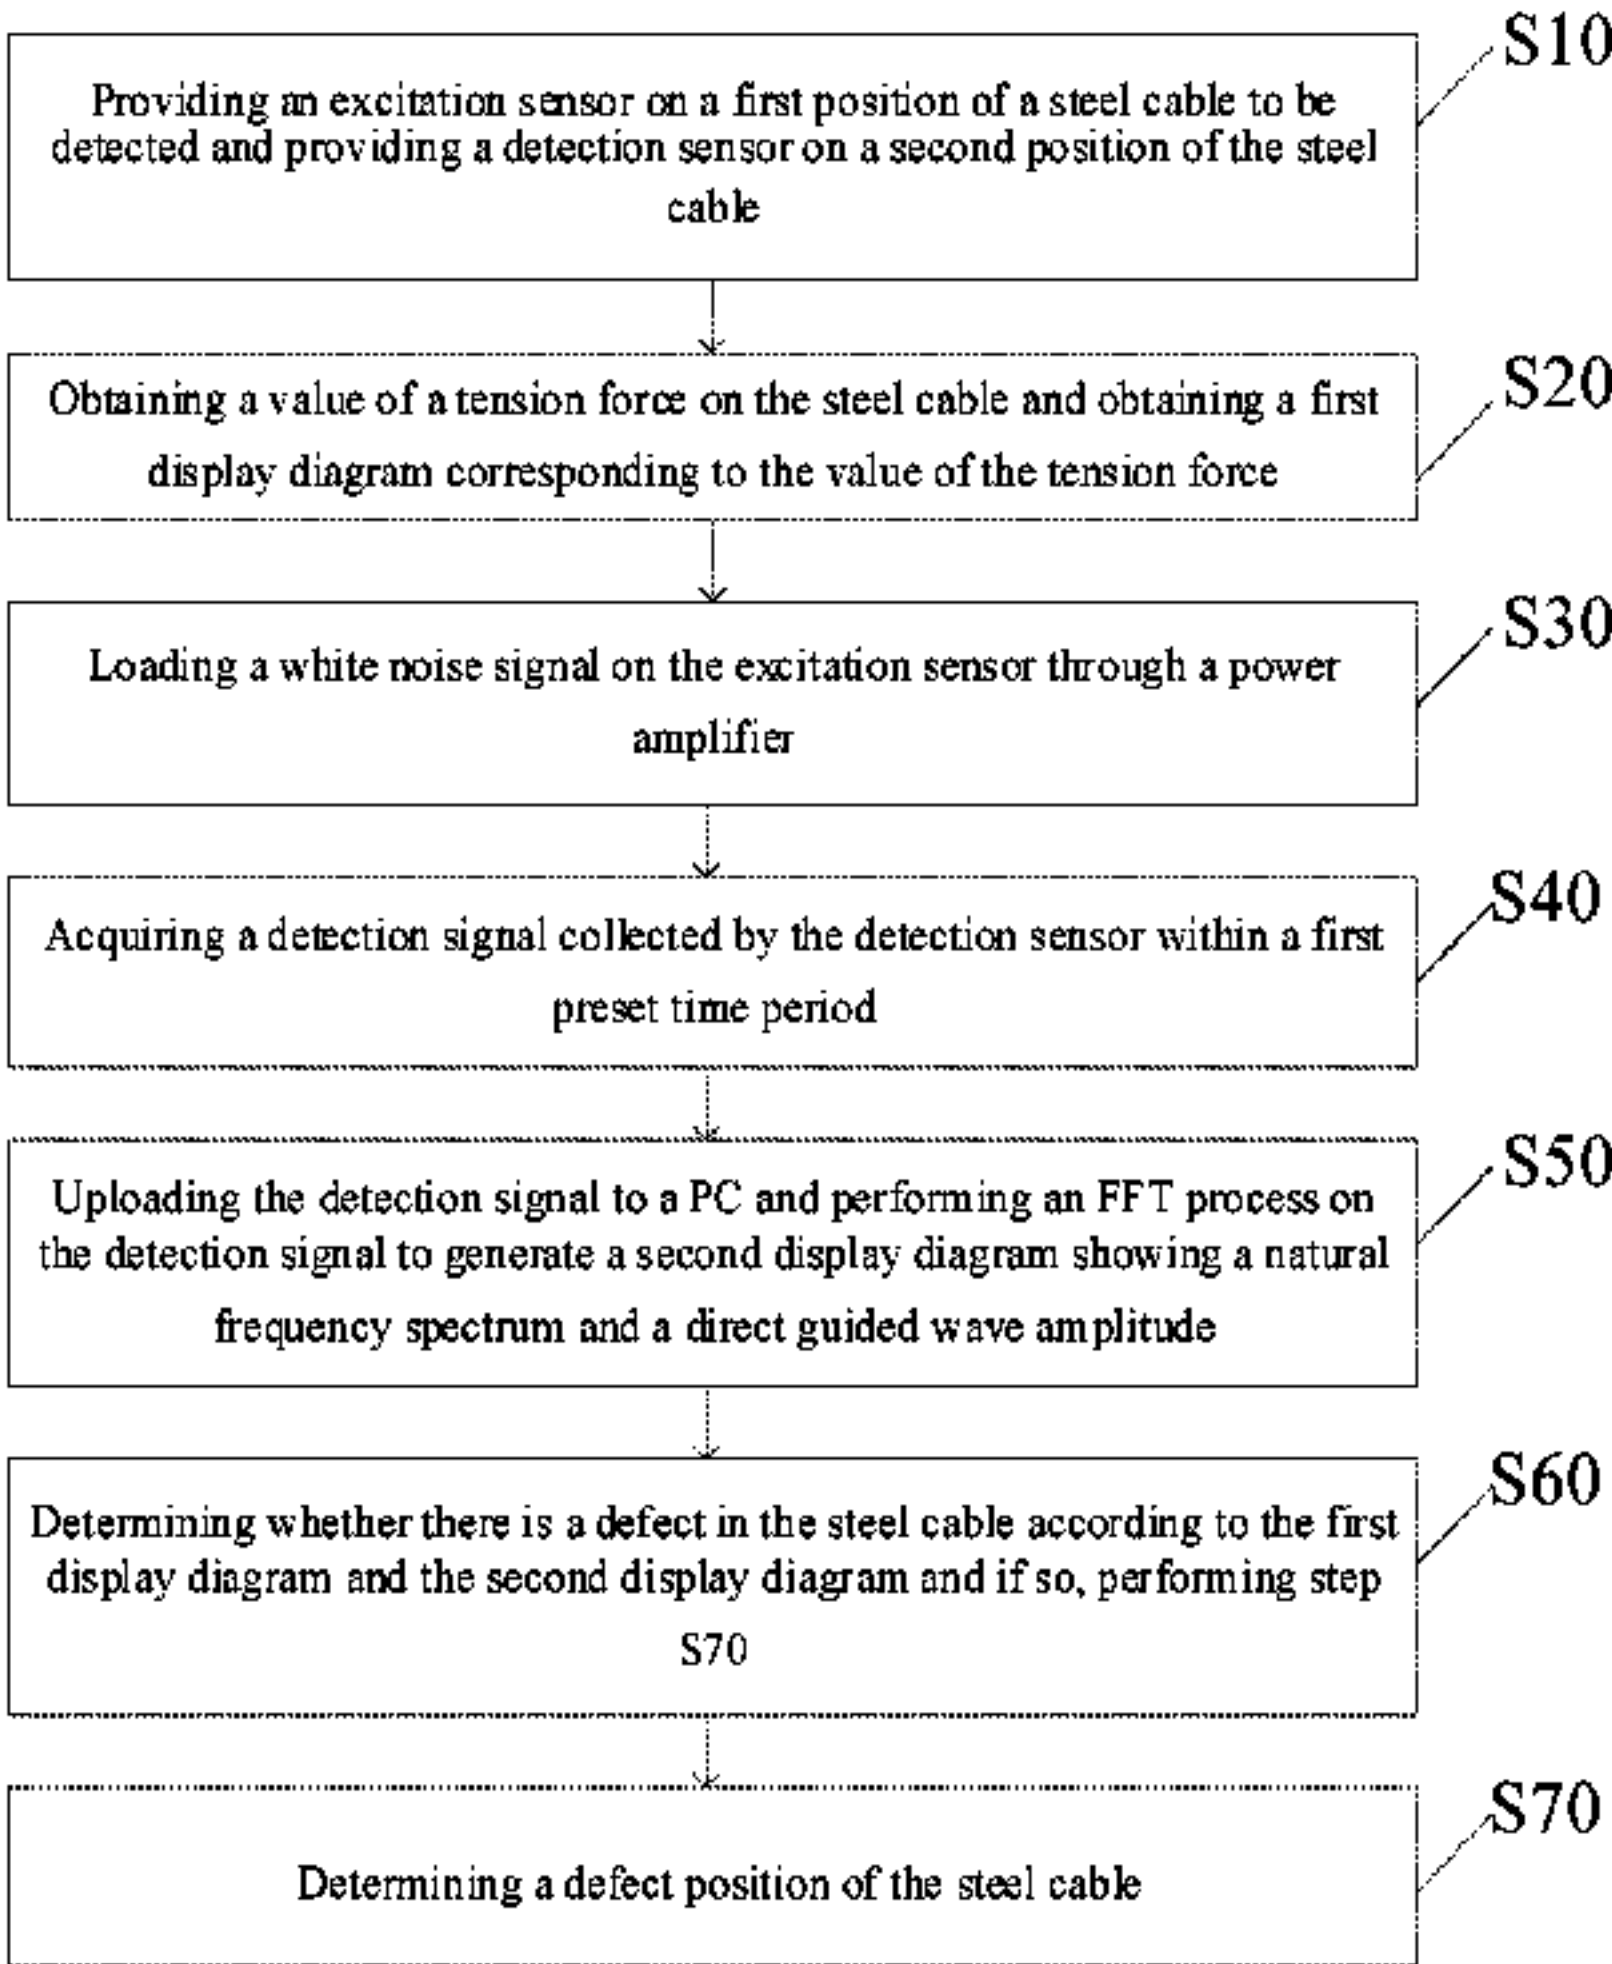 S10
Providing an excitation sensor on a first position of a steel cable to be
detected and providing a detection sensor on a second position of the steel
cable
S20
Obtaining a value of a tension force on the steel cable and obtaining a first
display diagram corresponding to the value of the tension force
S30
Loading a white noise signal on the excitation sensor through a power
amplifier
S40
Acquiring a detection signal collected by the detection sensor within a first
preset time period
S50
Uploading the detection signal to a PC and performing an FFT process on
the detection signal to generate a second display diagram showing a natural
frequency spectrum and a direct guided wave amplitude
S60
Determining whether there is a defect in the steel cable according to the first
display diagram and the second display diagram and if so, performing step
S70
S70
Determining a defect position of the steel cable